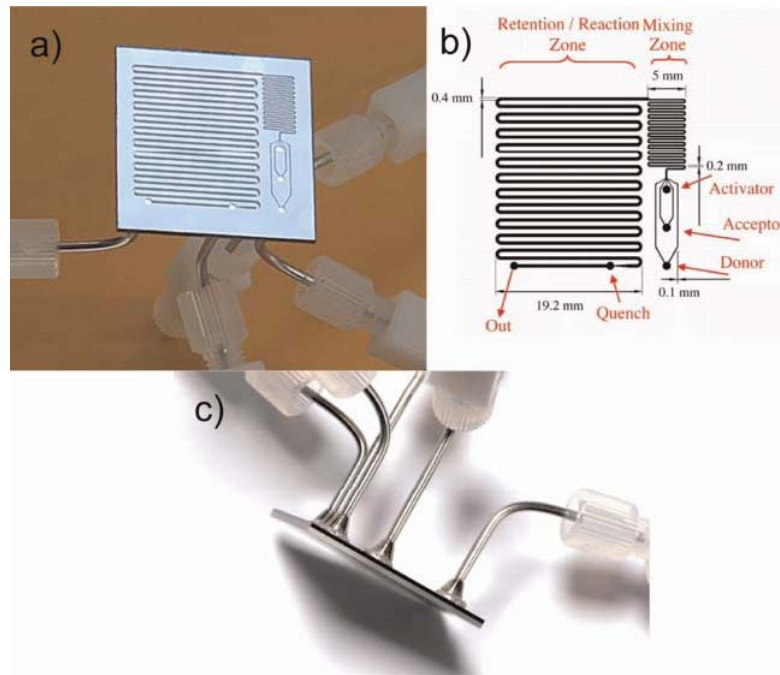 a)
b)
Retention / Reaction Mixing
Zone Zone
5 mm
0.4 mm
0.2 mm
Activator
Accepto
Donor
0.1 mm
19.2 mm
Out
Quench
c)